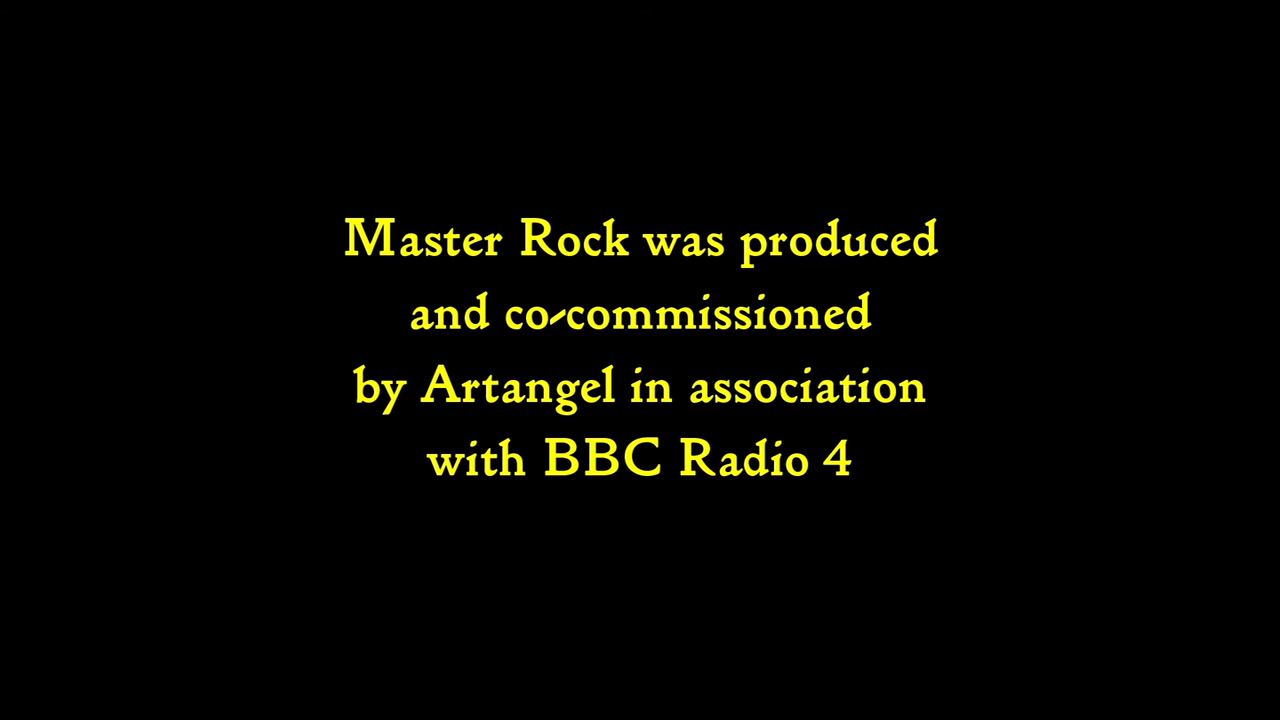 Master Rock was produced
and co-commissioned
by Artangel in association
with BBC Radio 4